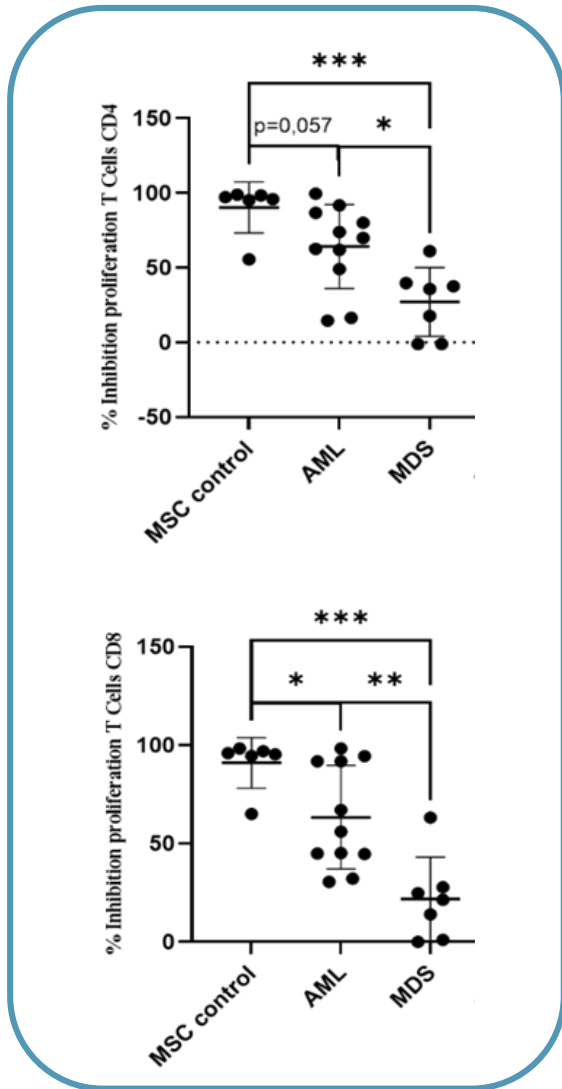 ***
150
p=0,057
*
100
50
0
-50
% Inhibition proliferation T Cells CD4
MSC control
AML
MDS
***
150
*
**
100
50
0
% Inhibition proliferation T Cells CD8
MSC control
AML
MDS